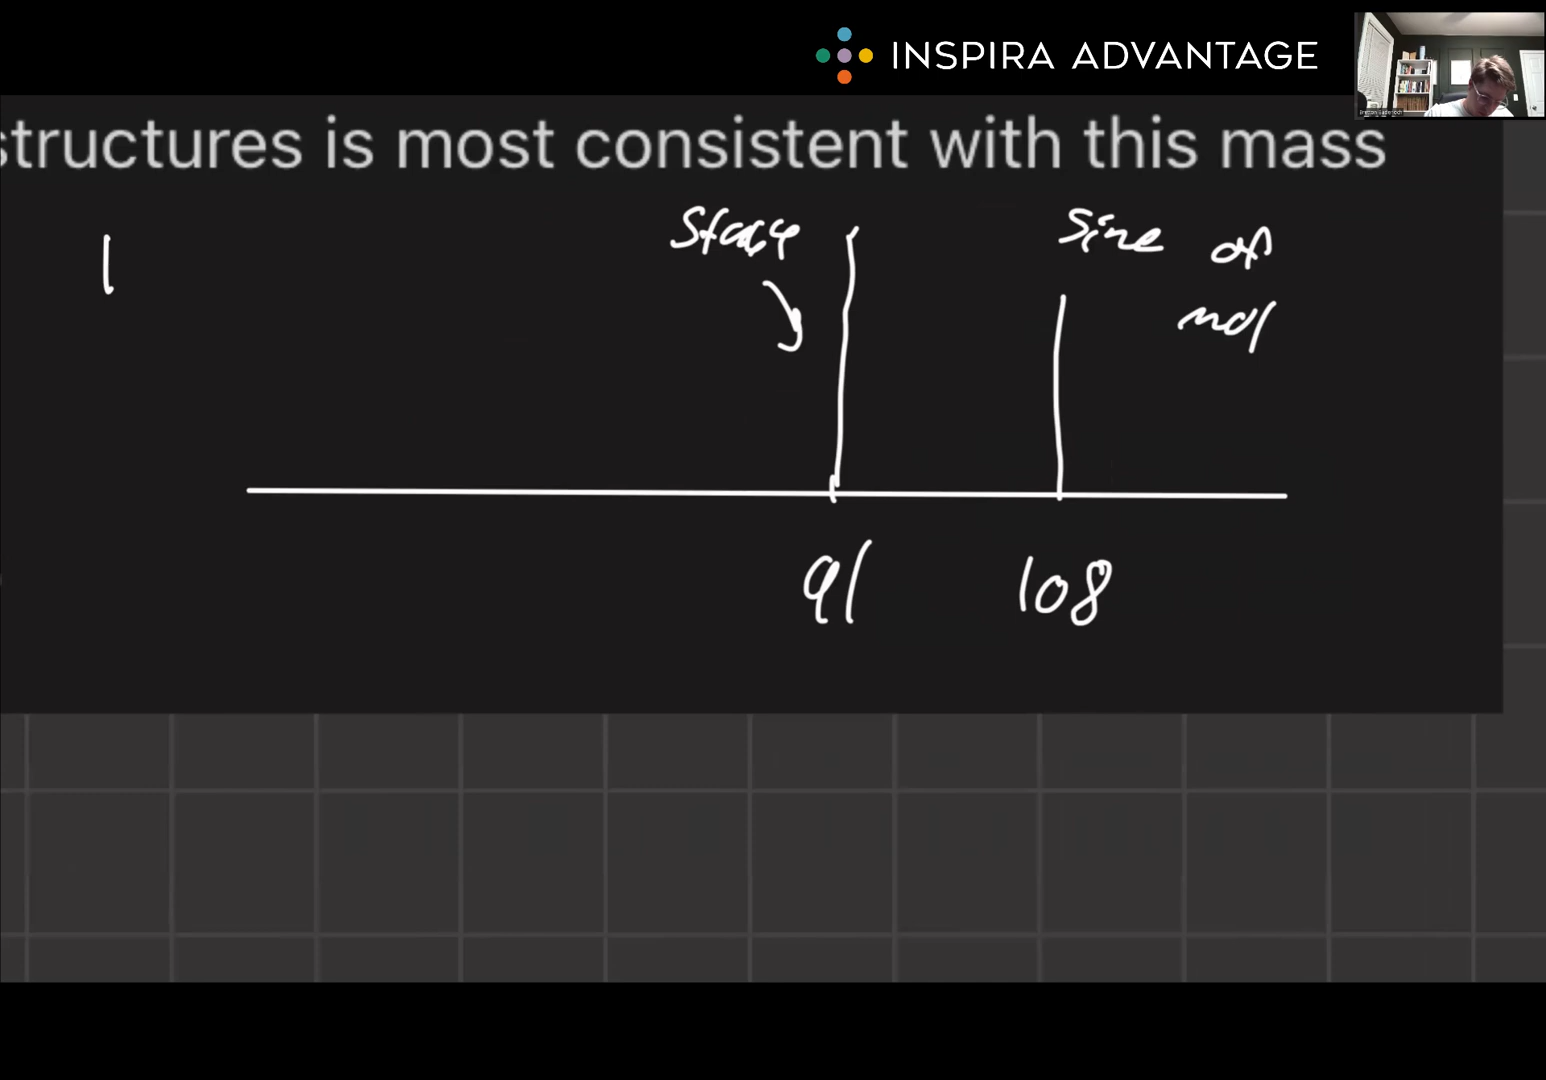 INSPIRA ADVANTAGE
structures is most consistent with this mass
size of
mol
91
108